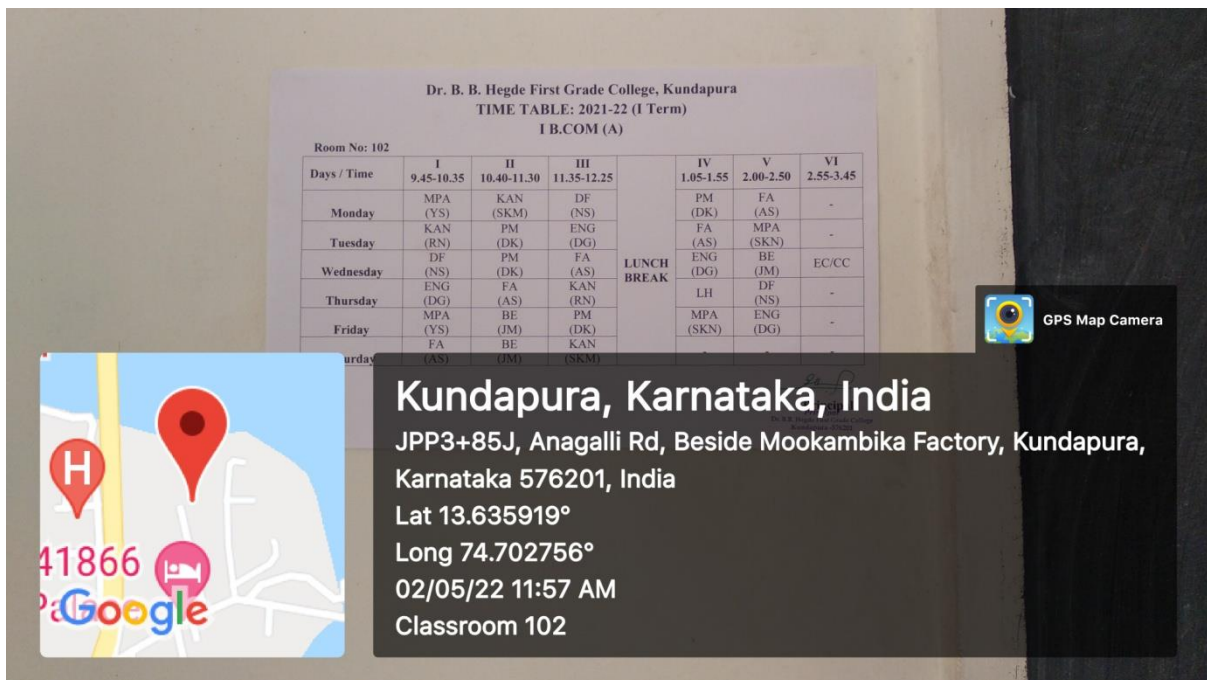 Dr. B. B. Hegde First Grade College, Kundapura
TIME TABLE: 2021-22 (I Term)
I B.COM (A)
Room No: 102
Days / Time I II III IV V VI
9.45-10.35 10.40-11.30 11.35-12.25 1.05-1.55 2.00-2.50 2.55-3.45
MPA KAN DF PM FA
Monday (YS) (SKM) (NS) (DK) (AS) -
KAN PM ENG FA MPA
Tuesday (RN) (DK) (DG) (AS) (SKN) -
DF PM FA LUNCH ENG BE EC/CC
Wednesday (NS) (DK) (AS) BREAK (DG) (JM)
ENG FA KAN LH DF
Thursday (DG) (AS) (RN) (NS) -
MPA BE PM MPA ENG
Friday (YS) (JM) (DK) (SKN) (DG) -
FA BE KAN
urday (AS) (JM) (SKM) - - -
GPS Map Camera
Kundapura, Karnataka, India
JPP3+85J, Anagalli Rd, Beside Mookambika Factory, Kundapura,
Karnataka 576201, India
Lat 13.635919°
Long 74.702756°
02/05/22 11:57 AM
Classroom 102
H
41866
Google